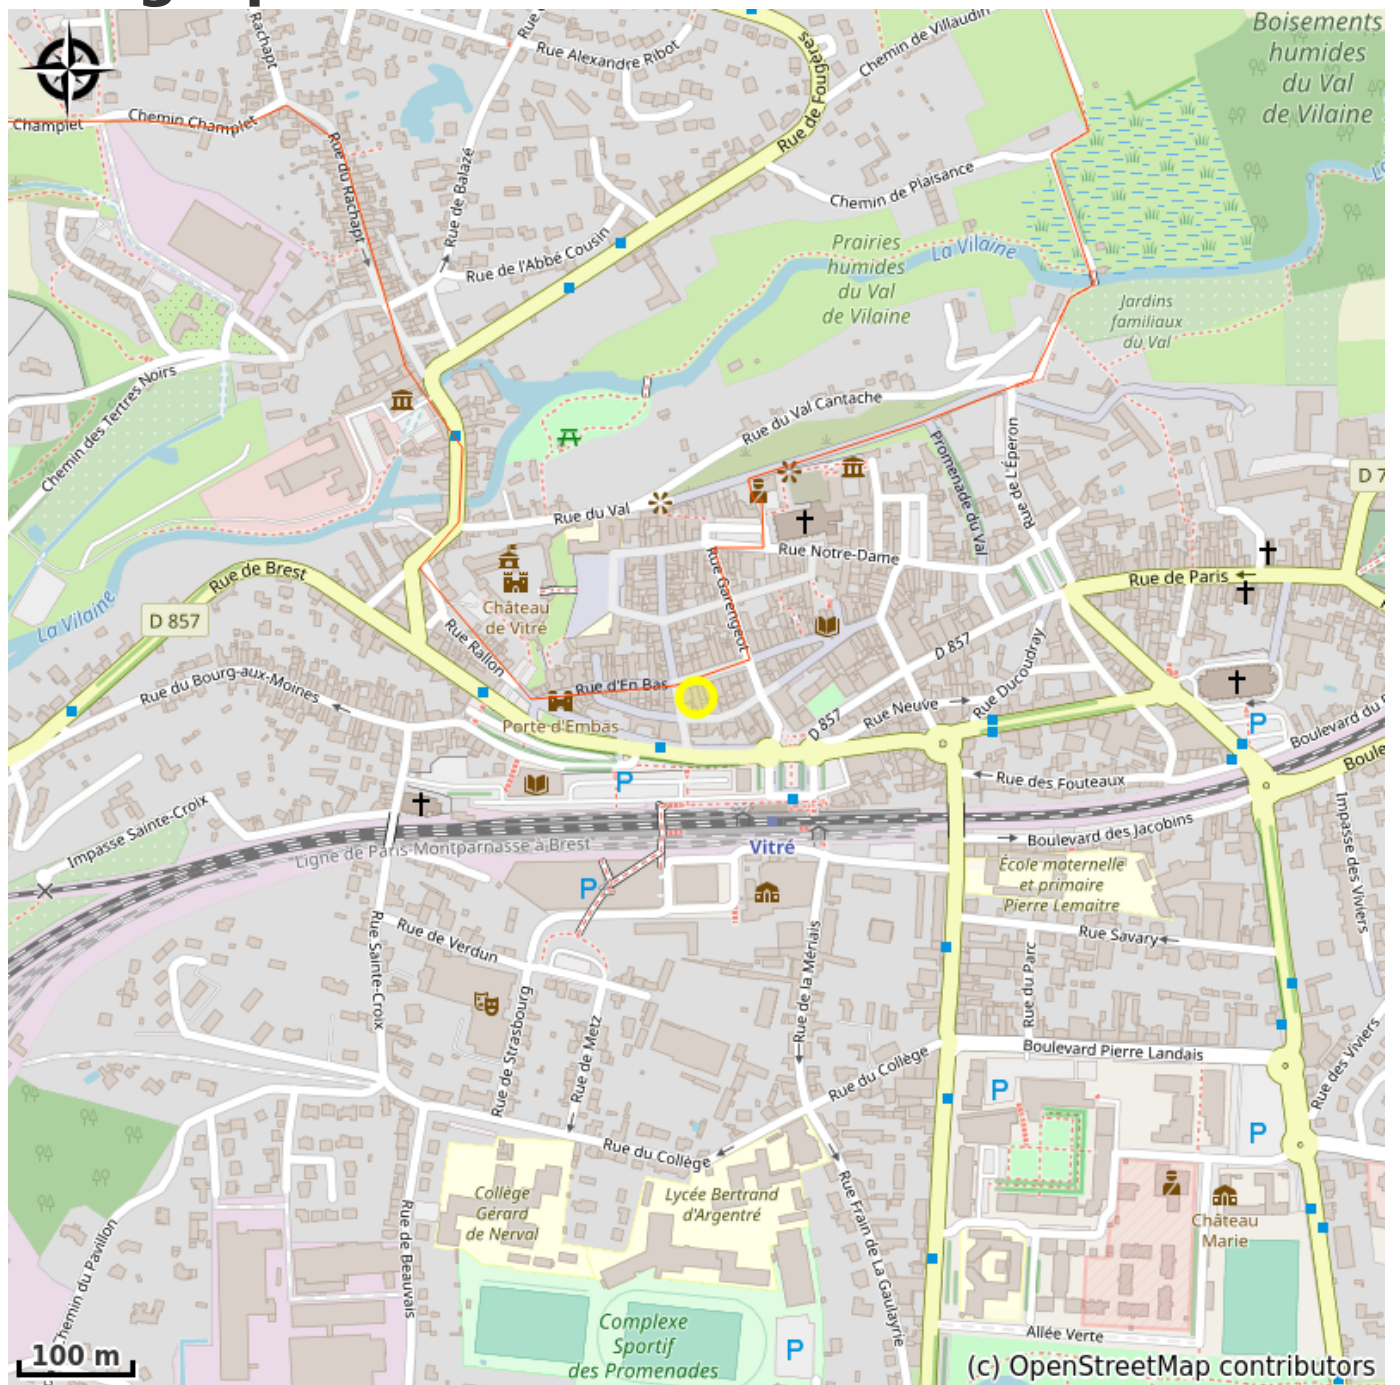 Boisements
humides
du Val
de Vilaine
Rachapt
Rue Alexandre Ribot
Chemin de Villaudin
Rue de Fougères
Champlet
Chemin Champlet
Rue du Rachapt
Rue de Balazé
Chemin de Plaisance
Rue de l'Abbé Cousin
Prairies
humides
du Val
de Vilaine
La Vilaine
Jardins
familiaux
du Val
Chemin des Tertres Noirs
Rue du Val Cantache
Promenade du Val
Rue de L'Éperon
D 7
Rue du Val
Rue Notre-Dame
Rue Garengeot
Rue de Brest
Rue de Paris
La Vilaine
D 857
Château
de Vitré
Rue Rallon
D 857
Rue Ducoudray
Rue du Bourg-aux-Moines
Rue d'En Bas
Porte d'Embas
D 857
Rue Neuve
P
Boulevard du
P
Rue des Fouteaux
Impasse Sainte-Croix
Boulevard des Jacobins
Ligne de Paris-Montparnasse à Brest
Vitré
P
École maternelle
et primaire
Pierre Lemaitre
Impasse des Viviers
Rue Sainte-Croix
Rue de Verdun
Rue de la Mériais
Rue Savary
Rue du Parc
Rue de Strasbourg
Rue de Metz
Boulevard Pierre Landais
Rue des Viviers
Rue du Collège
P
P
Rue du Collège
Collège
Gérard
de Nerval
Lycée Bertrand
d'Argentré
Rue Frain de La Gaulayrie
Château
Marie
Rue de Beauvais
Chemin du Pavillon
Complexe
Sportif
des Promenades
P
Allée Verte
100 m
(c) OpenStreetMap contributors